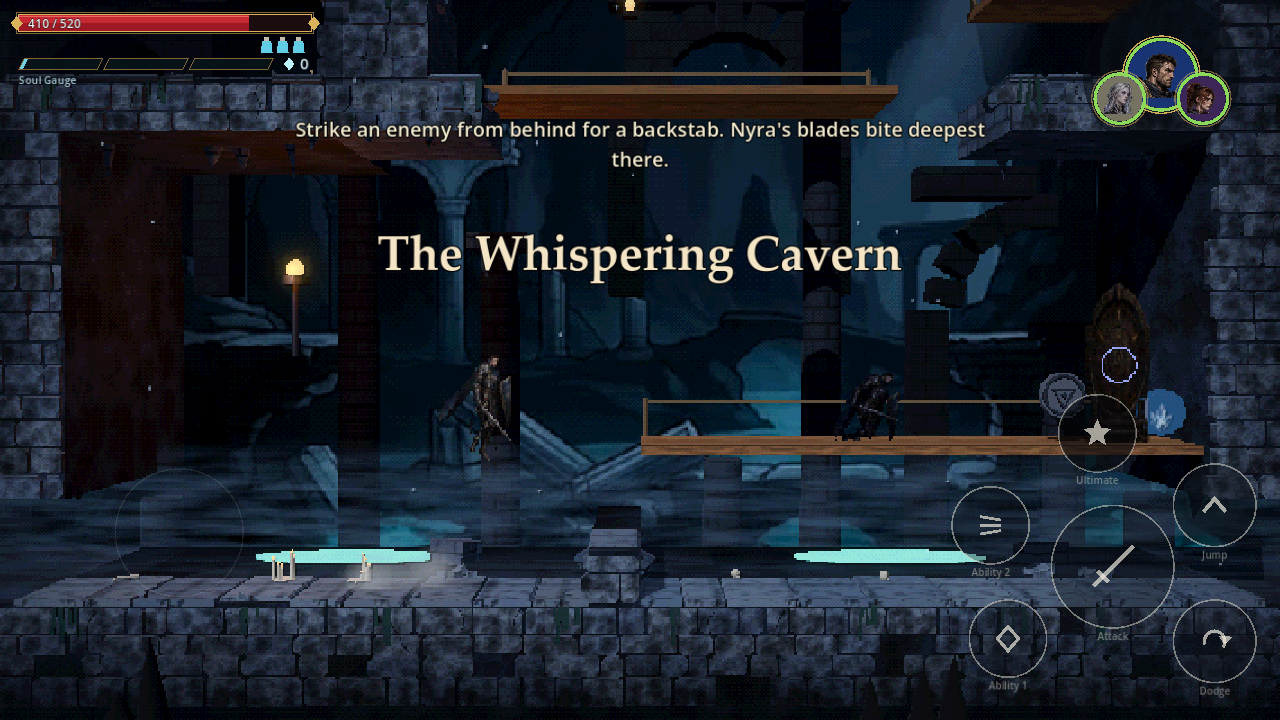 410 / 520
0
Soul Gauge
Strike an enemy from behind for a backstab. Nyra's blades bite deepest
there.
The Whispering Cavern
Ultimate
Jump
Ability 2
Attack
Ability 1
Dodge